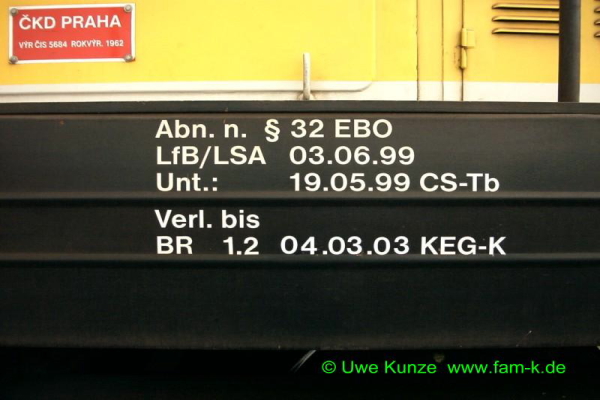 ČKD PRAHA
VÝR ČIS 5684 ROK VÝR. 1962
Abn. n. § 32 EBO
LfB/LSA 03.06.99
Unt.: 19.05.99 CS-Tb
Verl. bis
BR 1.2 04.03.03 KEG-K
© Uwe Kunze www.fam-k.de